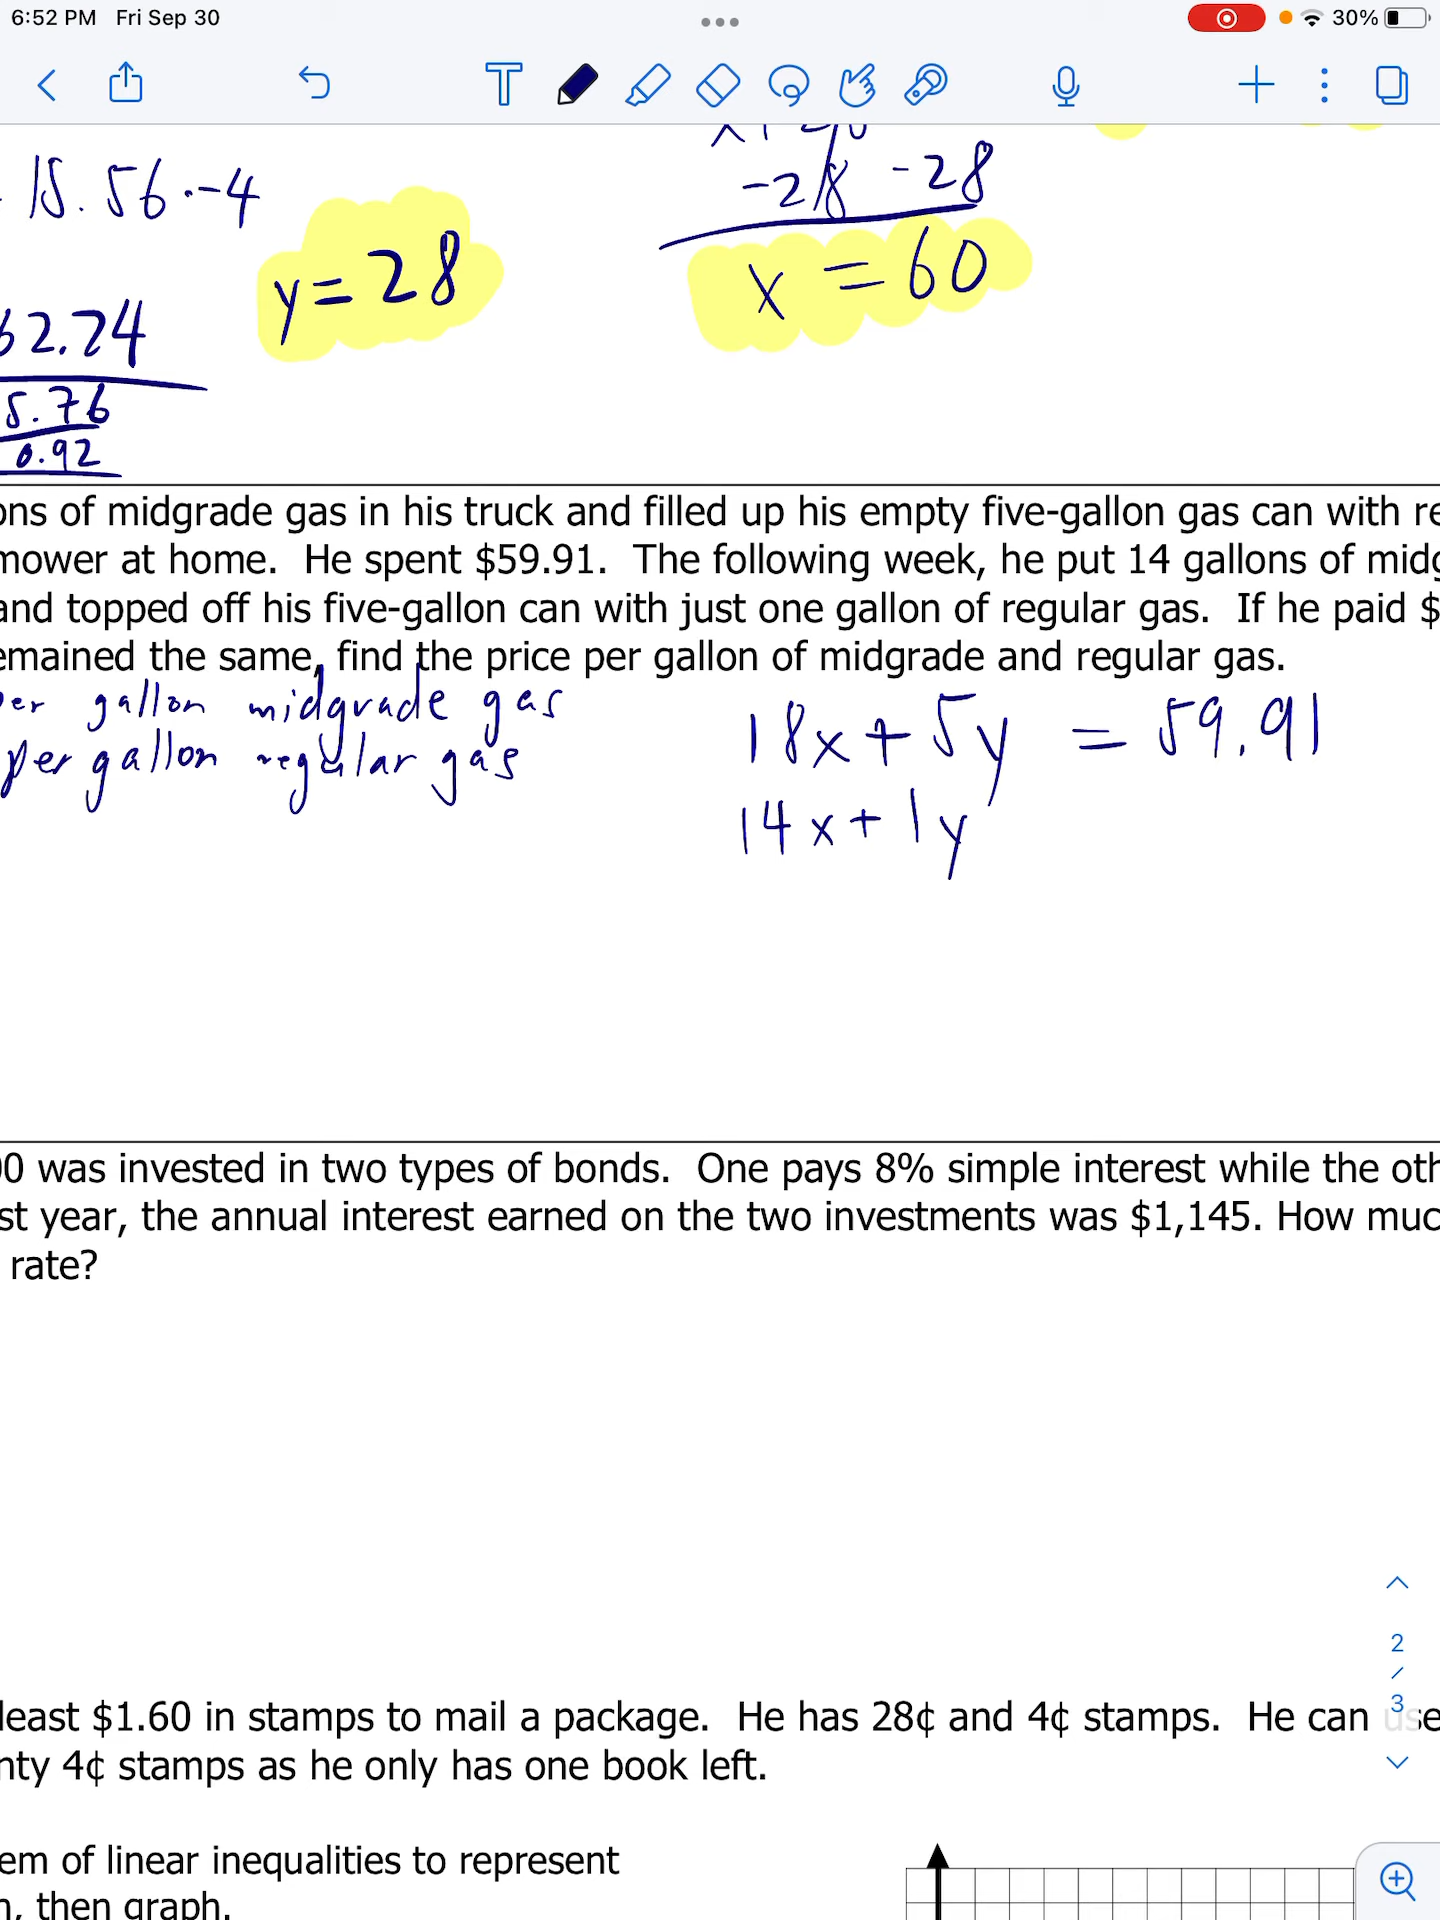 6:52 PM Fri Sep 30
30%
T
-28 -28
15.56·-4
y=28
x = 60
62.24
5.76
0.92
ons of midgrade gas in his truck and filled up his empty five-gallon gas can with re
mower at home. He spent $59.91. The following week, he put 14 gallons of midg
and topped off his five-gallon can with just one gallon of regular gas. If he paid $
emained the same, find the price per gallon of midgrade and regular gas.
er gallon midgrade gas
per gallon regular gas
18x+5y = 59.91
14x+1y
00 was invested in two types of bonds. One pays 8% simple interest while the oth
st year, the annual interest earned on the two investments was $1,145. How muc
rate?
2
/
3
least $1.60 in stamps to mail a package. He has 28¢ and 4¢ stamps. He can use
nty 4¢ stamps as he only has one book left.
em of linear inequalities to represent
n, then graph.